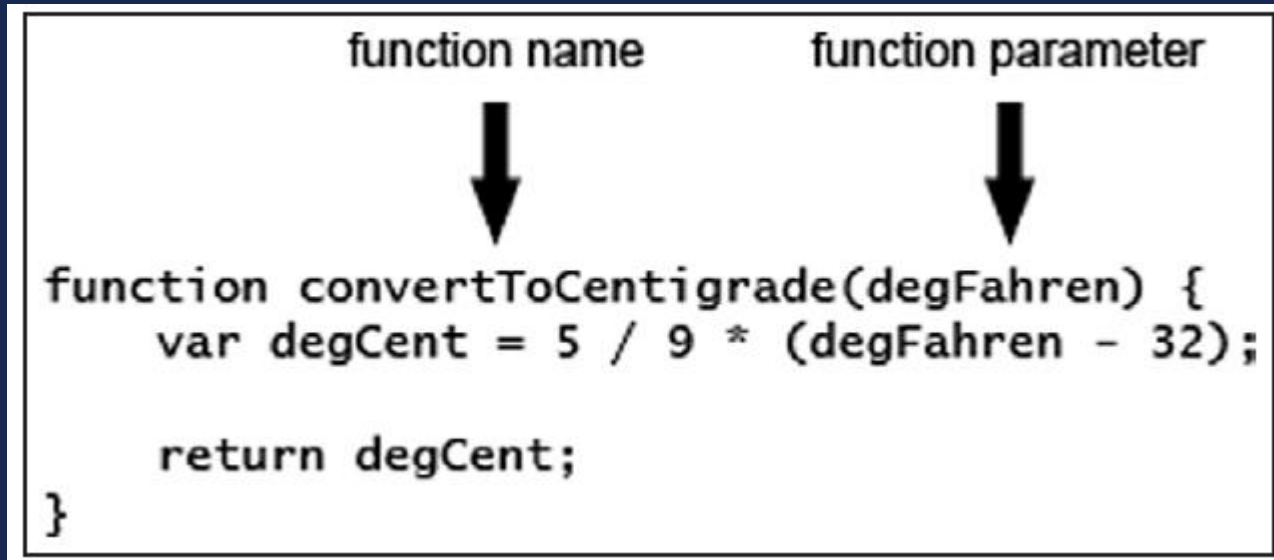 function name function parameter
function convertToCentigrade(degFahren) {
    var degCent = 5 / 9 * (degFahren - 32);
    return degCent;
}